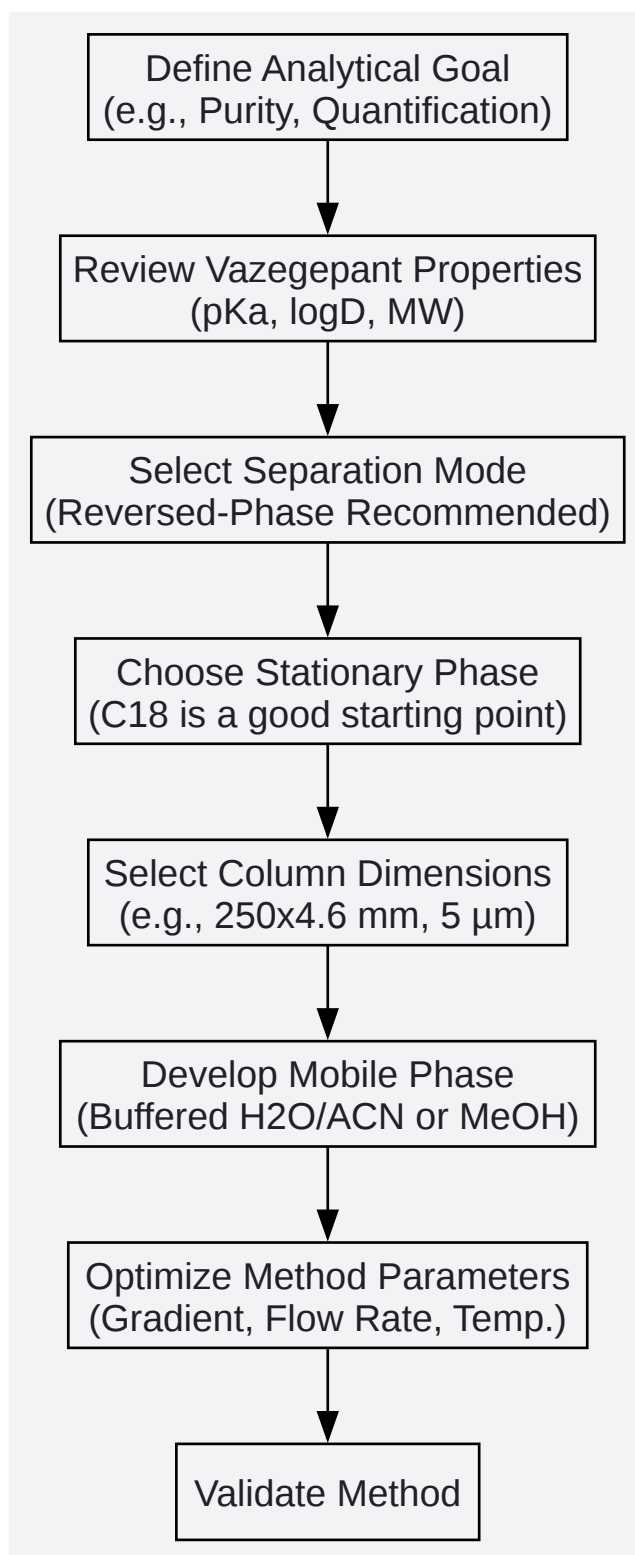 Define Analytical Goal
(e.g., Purity, Quantification)
Review Vazegepant Properties
(pKa, logD, MW)
Select Separation Mode
(Reversed-Phase Recommended)
Choose Stationary Phase
(C18 is a good starting point)
Select Column Dimensions
(e.g., 250x4.6 mm, 5 µm)
Develop Mobile Phase
(Buffered H2O/ACN or MeOH)
Optimize Method Parameters
(Gradient, Flow Rate, Temp.)
Validate Method